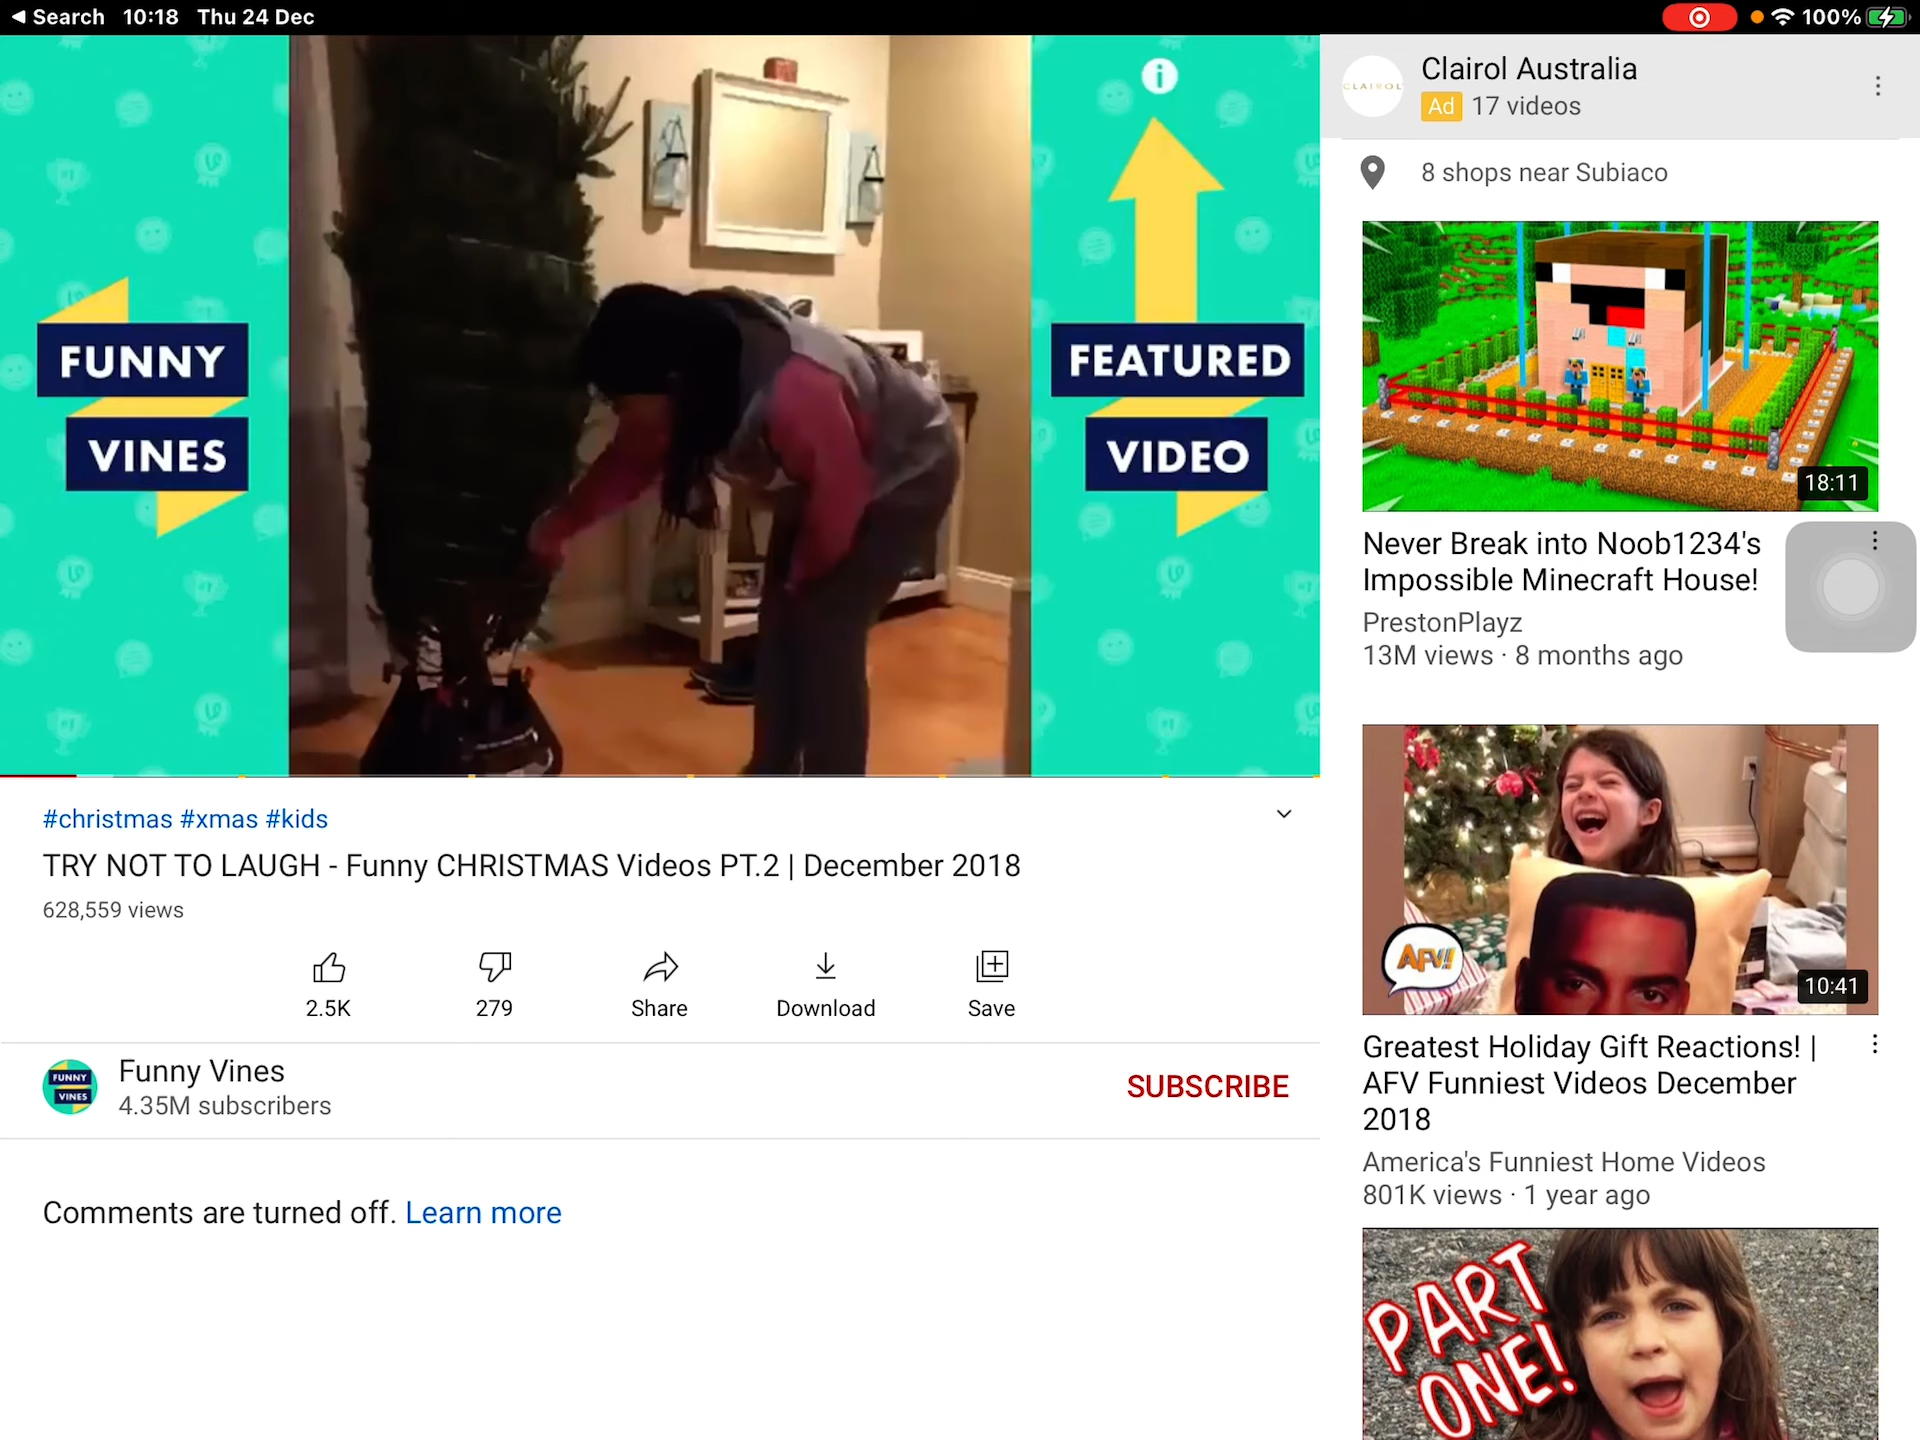 Search 10:18 Thu 24 Dec
100%
FUNNY
VINES
FEATURED
VIDEO
#christmas #xmas #kids
TRY NOT TO LAUGH - Funny CHRISTMAS Videos PT.2 | December 2018
628,559 views
2.5K
279
Share
Download
Save
FUNNY
VINES
Funny Vines
4.35M subscribers
SUBSCRIBE
Comments are turned off. Learn more
CLAIROL
Clairol Australia
Ad 17 videos
8 shops near Subiaco
18:11
Never Break into Noob1234's
Impossible Minecraft House!
PrestonPlayz
13M views · 8 months ago
AFV!
10:41
Greatest Holiday Gift Reactions! |
AFV Funniest Videos December
2018
America's Funniest Home Videos
801K views · 1 year ago
PART
ONE!